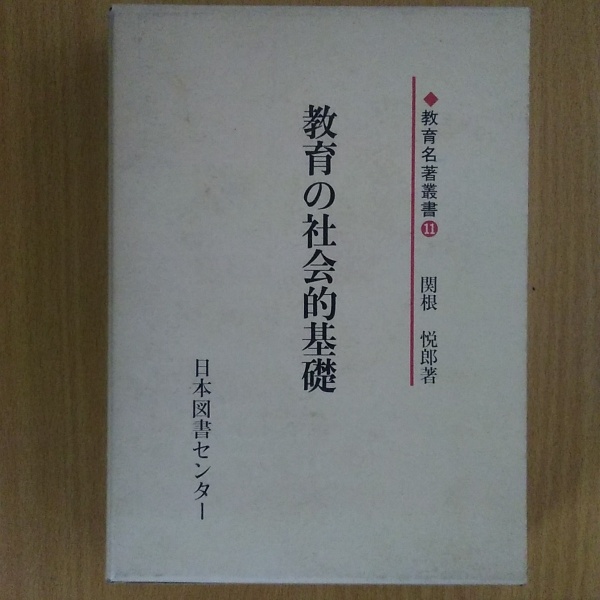 ◆教育名著叢書⓫
関根 悦郎著
教育の社会的基礎
日本図書センター